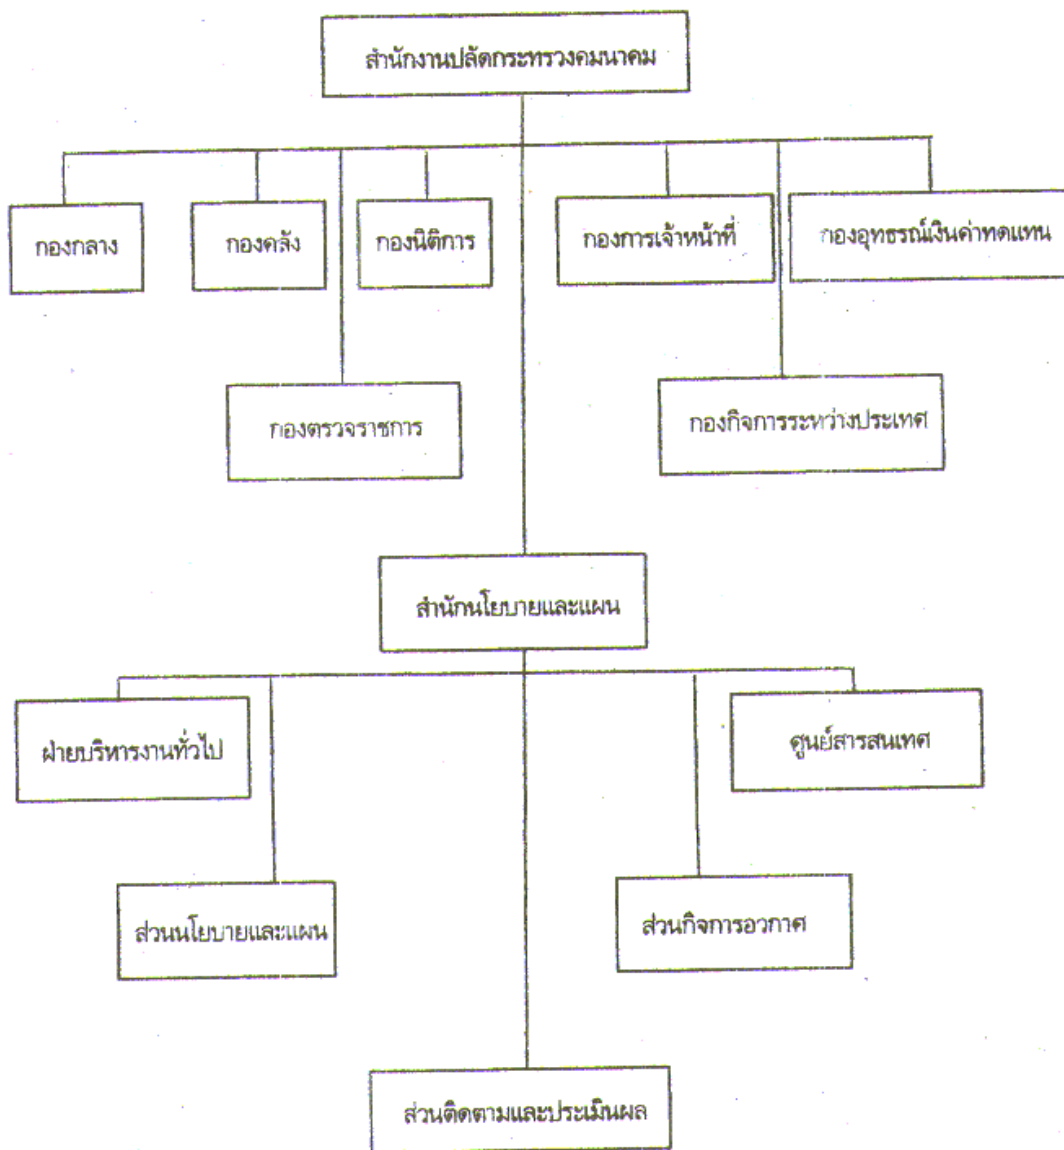 สำนักงานปลัดกระทรวงคมนาคม
กองกลาง
กองคลัง
กองนิติการ
กองการเจ้าหน้าที่
กองอุทธรณ์เงินค่าทดแทน
กองตรวจราชการ
กองกิจการระหว่างประเทศ
สำนักนโยบายและแผน
ฝ่ายบริหารงานทั่วไป
ศูนย์สารสนเทศ
ส่วนนโยบายและแผน
ส่วนกิจการอวกาศ
ส่วนติดตามและประเมินผล